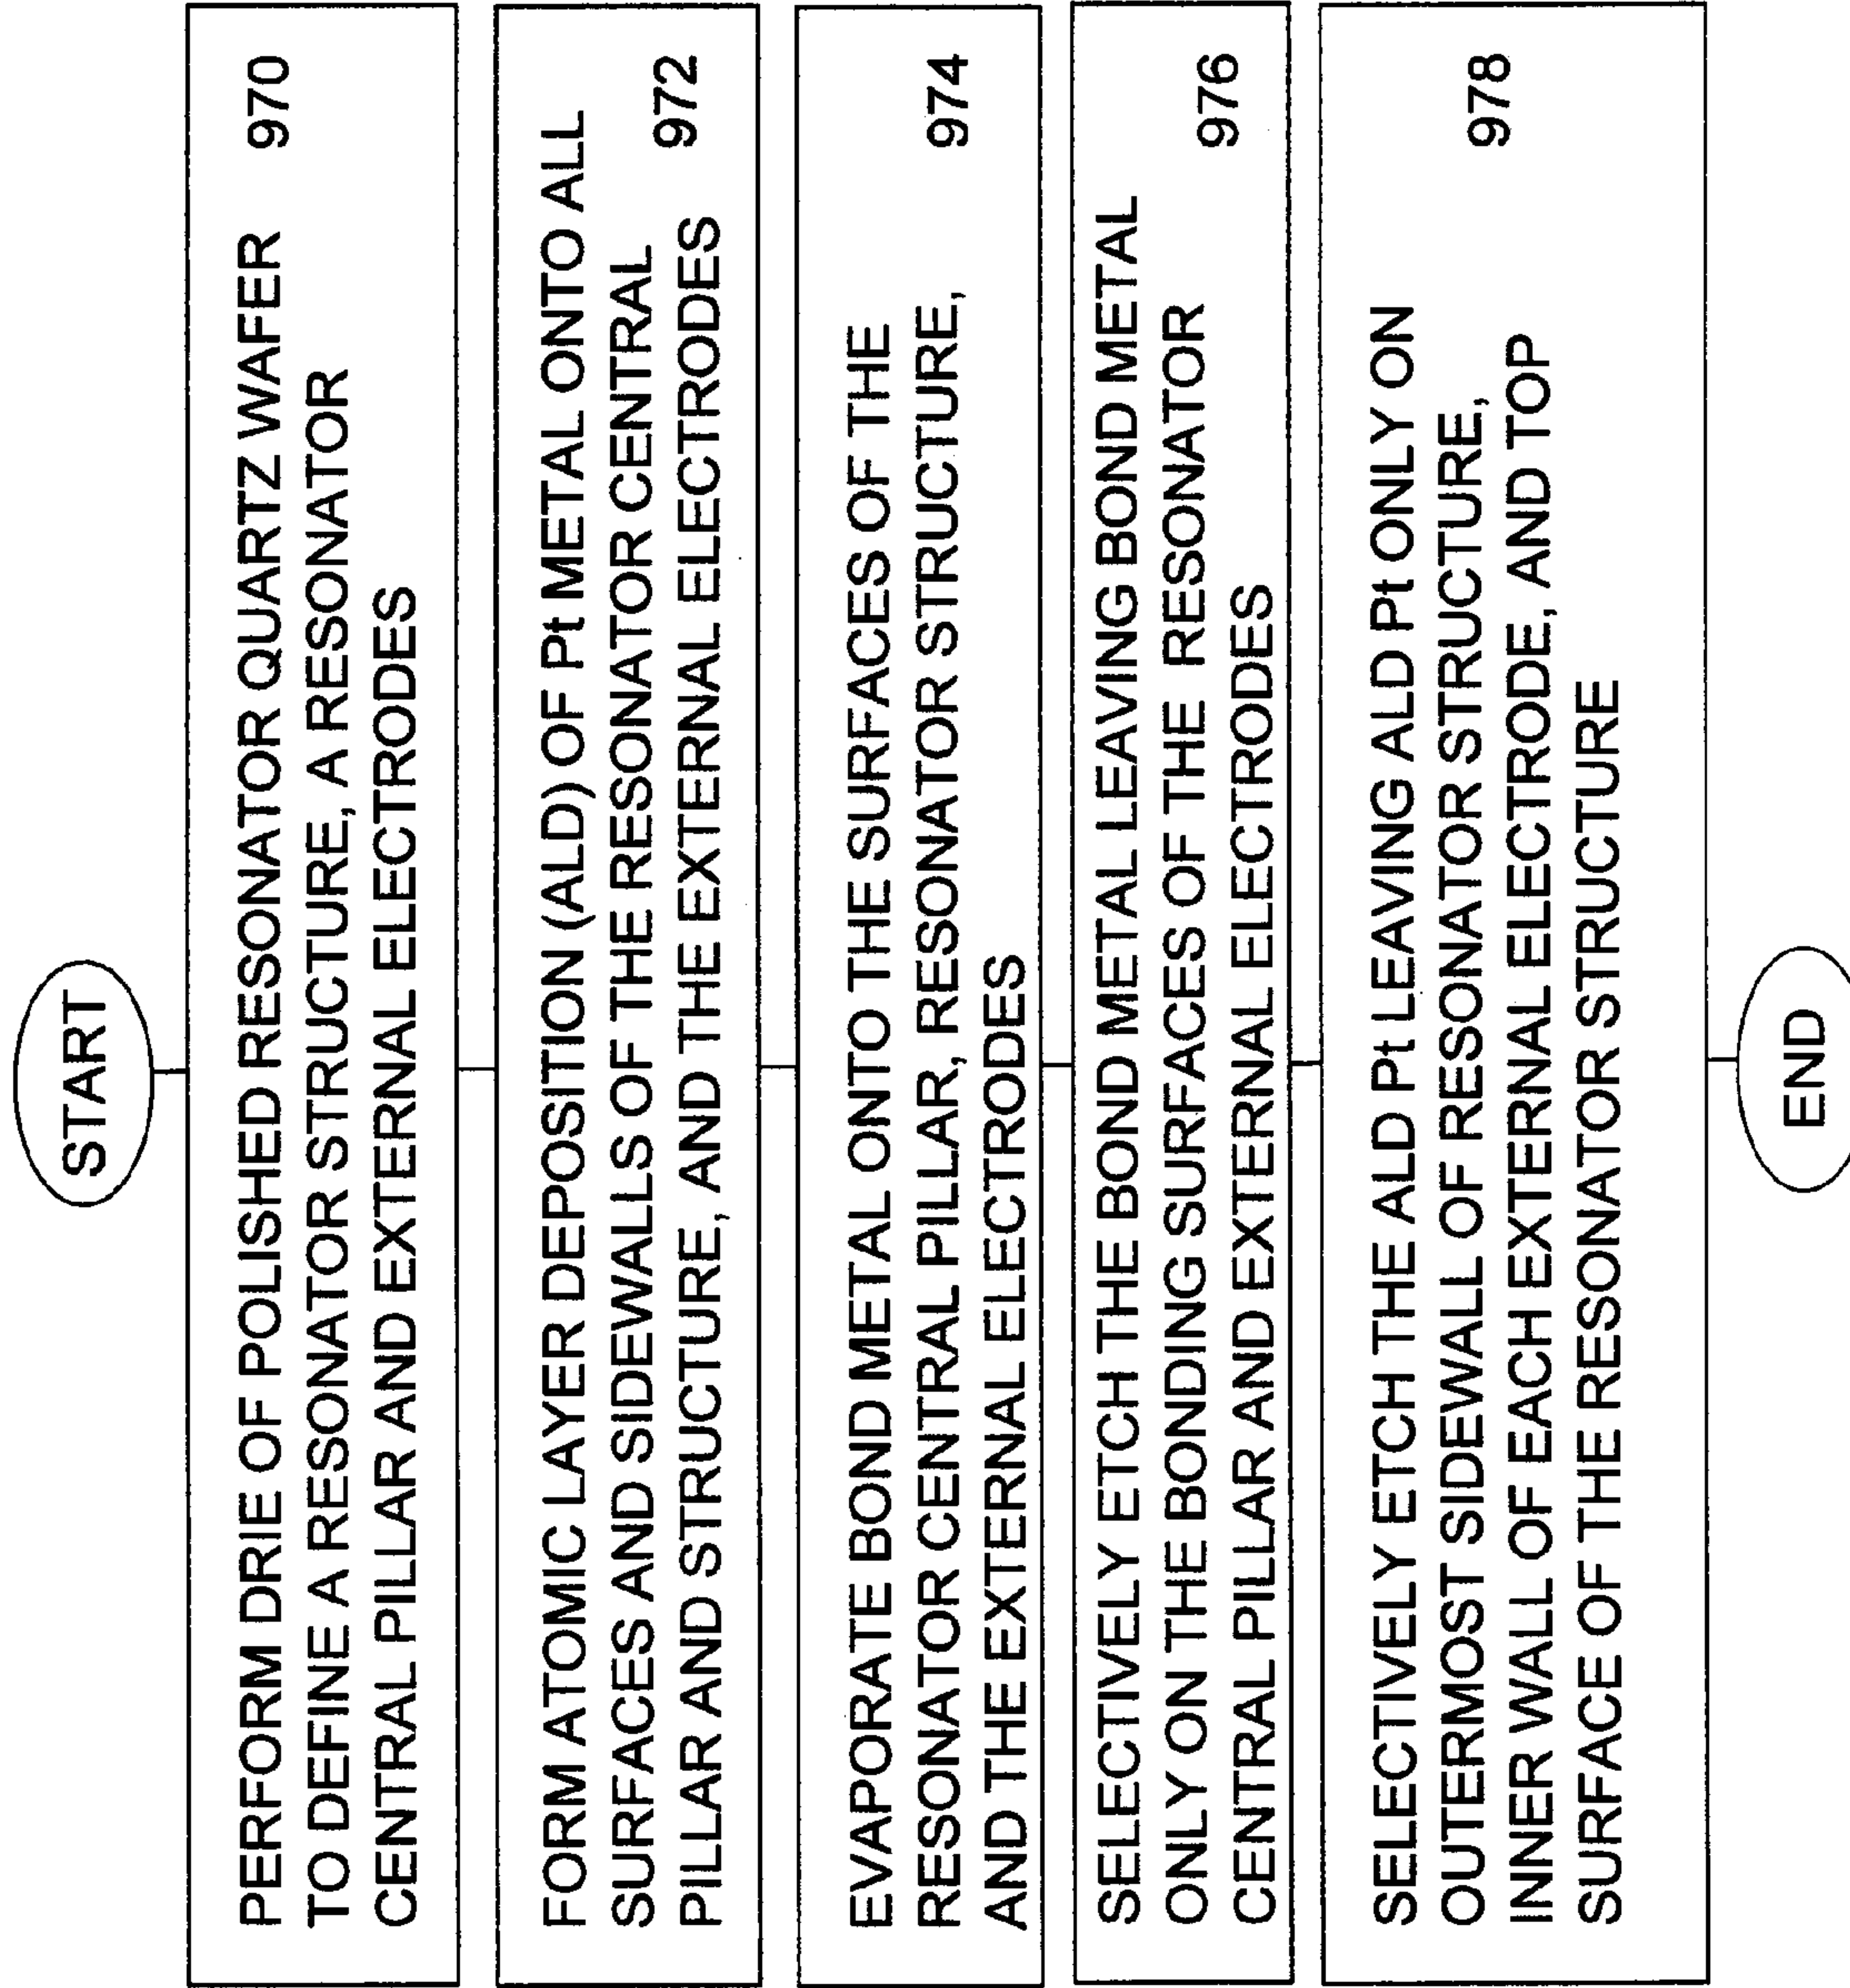 START
PERFORM DRIE OF POLISHED RESONATOR QUARTZ WAFER 970
TO DEFINE A RESONATOR STRUCTURE, A RESONATOR
CENTRAL PILLAR AND EXTERNAL ELECTRODES
FORM ATOMIC LAYER DEPOSITION (ALD) OF Pt METAL ONTO ALL
SURFACES AND SIDEWALLS OF THE RESONATOR CENTRAL 972
PILLAR AND STRUCTURE, AND THE EXTERNAL ELECTRODES
EVAPORATE BOND METAL ONTO THE SURFACES OF THE
RESONATOR CENTRAL PILLAR, RESONATOR STRUCTURE, 974
AND THE EXTERNAL ELECTRODES
SELECTIVELY ETCH THE BOND METAL LEAVING BOND METAL
ONLY ON THE BONDING SURFACES OF THE RESONATOR 976
CENTRAL PILLAR AND EXTERNAL ELECTRODES
SELECTIVELY ETCH THE ALD Pt LEAVING ALD Pt ONLY ON
OUTERMOST SIDEWALL OF RESONATOR STRUCTURE, 978
INNER WALL OF EACH EXTERNAL ELECTRODE, AND TOP
SURFACE OF THE RESONATOR STRUCTURE
END